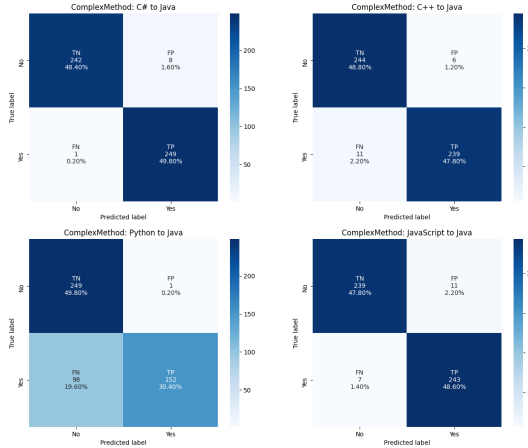 ComplexMethod: C# to Java
TN
242
48.40%
FP
8
1.60%
FN
1
0.20%
TP
249
49.80%
No
Yes
True label
No
Yes
Predicted label
200
150
100
50
ComplexMethod: C++ to Java
TN
244
48.80%
FP
6
1.20%
FN
11
2.20%
TP
239
47.80%
No
Yes
True label
No
Yes
Predicted label
ComplexMethod: Python to Java
TN
249
49.80%
FP
1
0.20%
FN
98
19.60%
TP
152
30.40%
No
Yes
True label
No
Yes
Predicted label
200
150
100
50
ComplexMethod: JavaScript to Java
TN
239
47.80%
FP
11
2.20%
FN
7
1.40%
TP
243
48.60%
No
Yes
True label
No
Yes
Predicted label